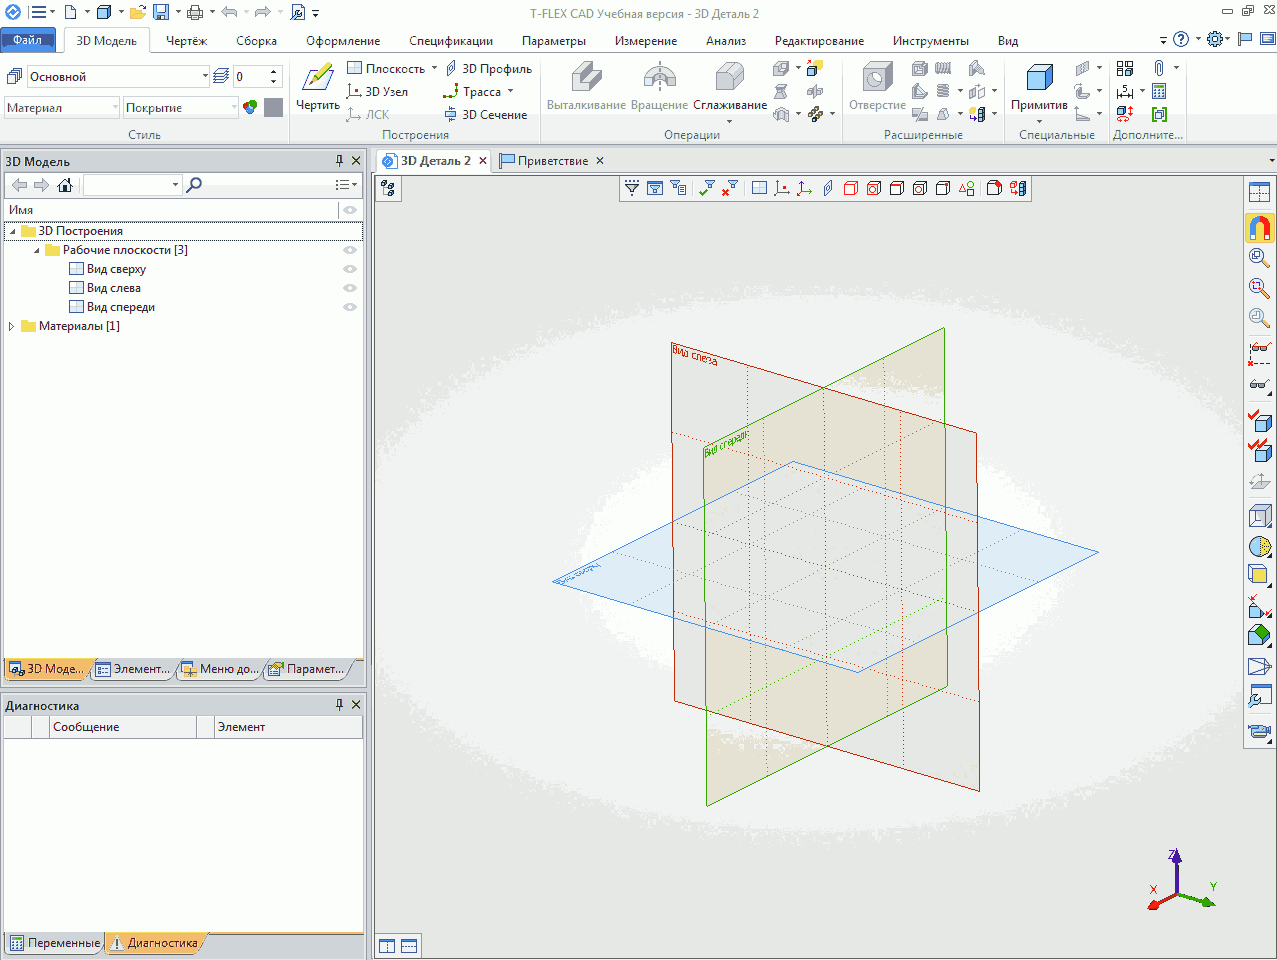 T-FLEX CAD Учебная версия - 3D Деталь 2
Файл 3D Модель Чертёж Сборка Оформление Спецификации Параметры Измерение Анализ Редактирование Инструменты Вид
Основной 0
Материал Покрытие
Стиль
Чертить
Плоскость 3D Профиль
3D Узел Трасса
ЛСК 3D Сечение
Построения
Выталкивание Вращение Сглаживание
Операции
Отверстие
Расширенные
Примитив
Специальные
Дополните...
3D Модель
Имя
3D Построения
Рабочие плоскости [3]
Вид сверху
Вид слева
Вид спереди
Материалы [1]
3D Моде... Элемент... Меню до... Парамет...
Диагностика
Сообщение Элемент
Переменные Диагностика
3D Деталь 2 Приветствие
Вид слева
Вид спереди
Z
X
Y